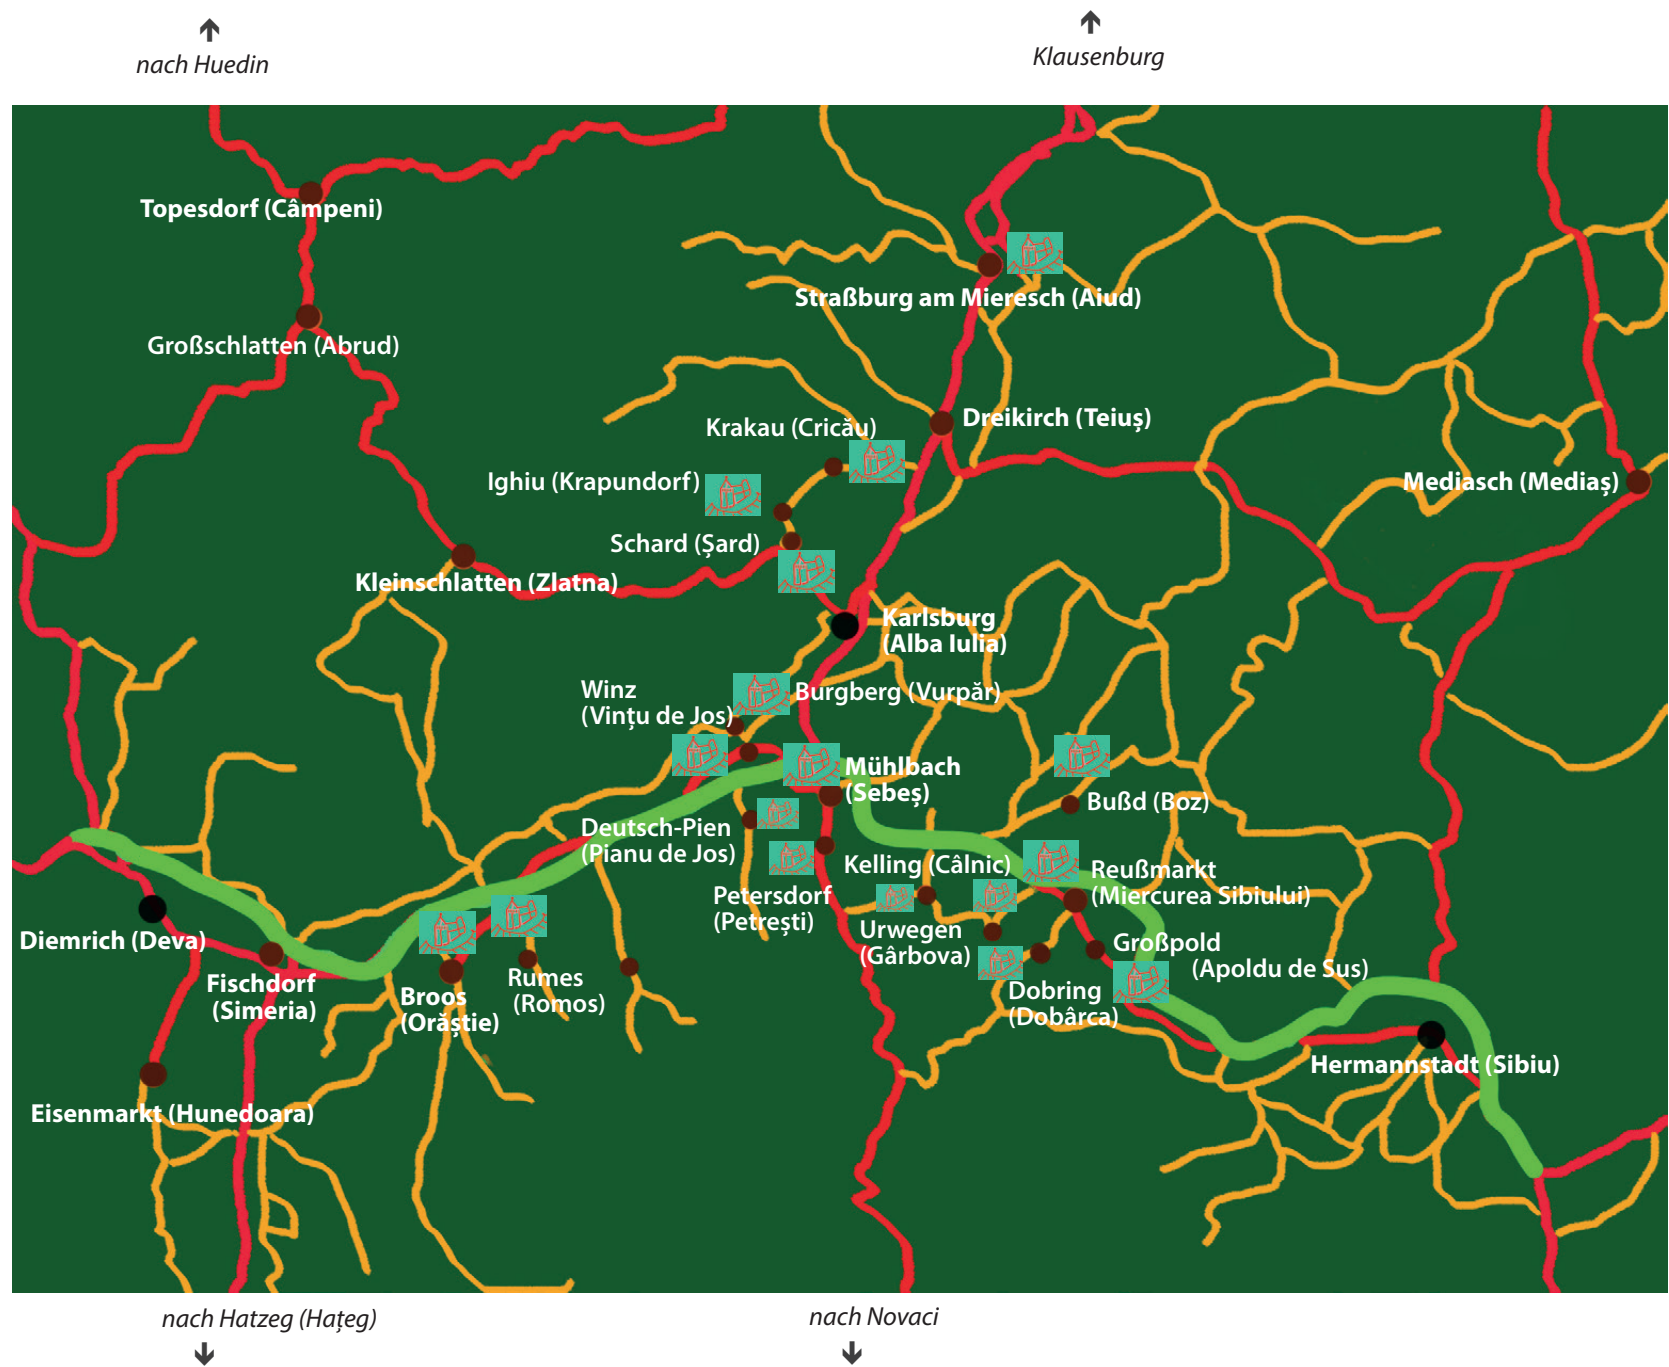 nach Huedin
Klausenburg
Topesdorf (Câmpeni)
Straßburg am Mieresch (Aiud)
Großschlatten (Abrud)
Dreikirch (Teiuș)
Krakau (Cricău)
Ighiu (Krapundorf)
Mediasch (Mediaș)
Schard (Șard)
Kleinschlatten (Zlatna)
Karlsburg
(Alba Iulia)
Winz
(Vințu de Jos)
Burgberg (Vurpăr)
Mühlbach
(Sebeș)
Bußd (Boz)
Deutsch-Pien
(Pianu de Jos)
Kelling (Câlnic)
Reußmarkt
(Miercurea Sibiului)
Petersdorf
(Petrești)
Urwegen
(Gârbova)
Großpold
(Apoldu de Sus)
Diemrich (Deva)
Fischdorf
(Simeria)
Broos
(Orăștie)
Rumes
(Romos)
Dobring
(Dobârca)
Hermannstadt (Sibiu)
Eisenmarkt (Hunedoara)
nach Hatzeg (Hațeg)
nach Novaci